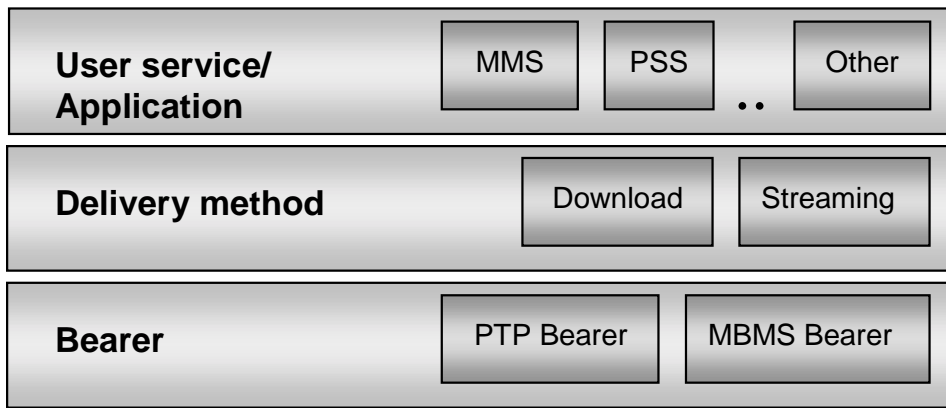 User service/
Application
MMS
PSS
..
Other
Delivery method
Download
Streaming
Bearer
PTP Bearer
MBMS Bearer